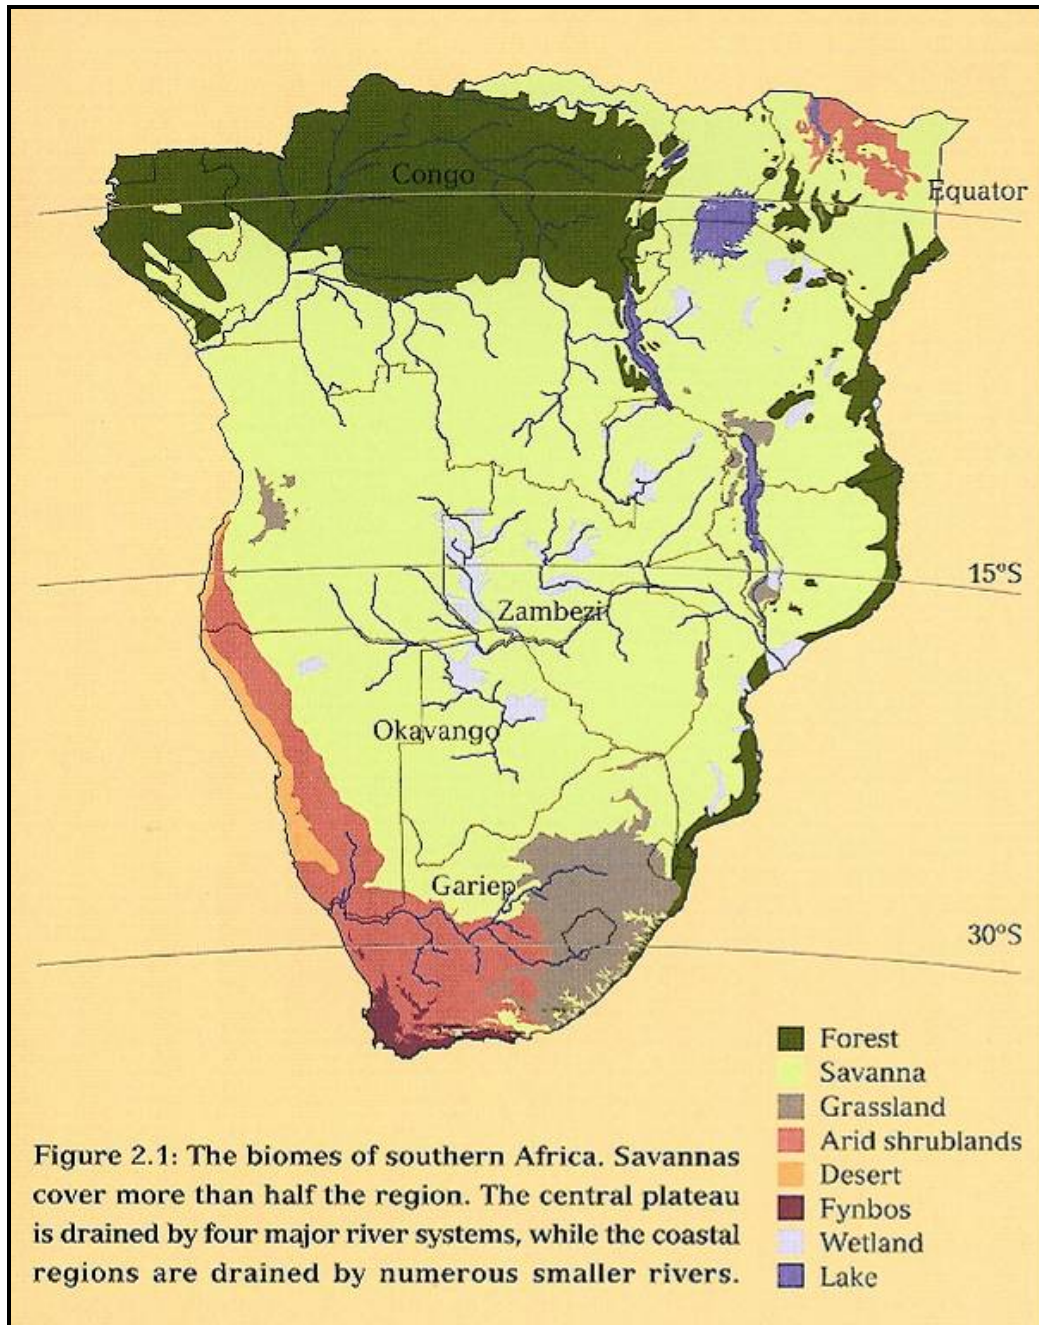 Congo
Equator
15°S
Zambezi
Okavango
Gariep
30°S
Forest
Savanna
Grassland
Arid shrublands
Desert
Fynbos
Wetland
Lake
Figure 2.1: The biomes of southern Africa. Savannas
cover more than half the region. The central plateau
is drained by four major river systems, while the coastal
regions are drained by numerous smaller rivers.